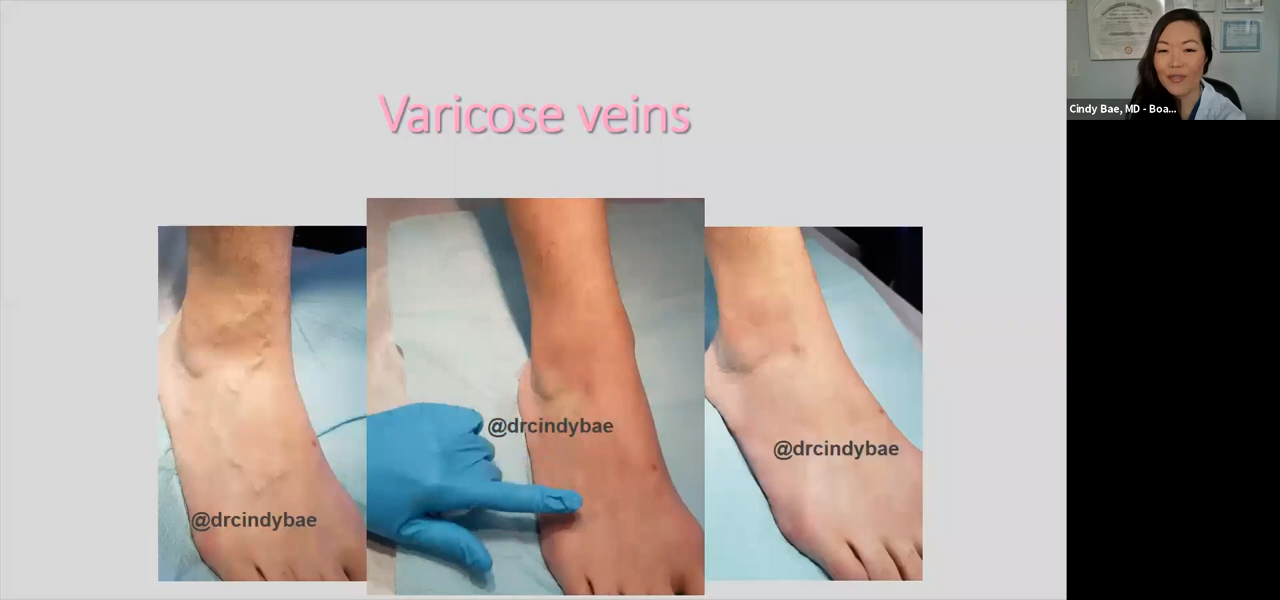 Varicose veins
Cindy Bae, MD - Boa...
@drcindybae
@drcindybae
@drcindybae